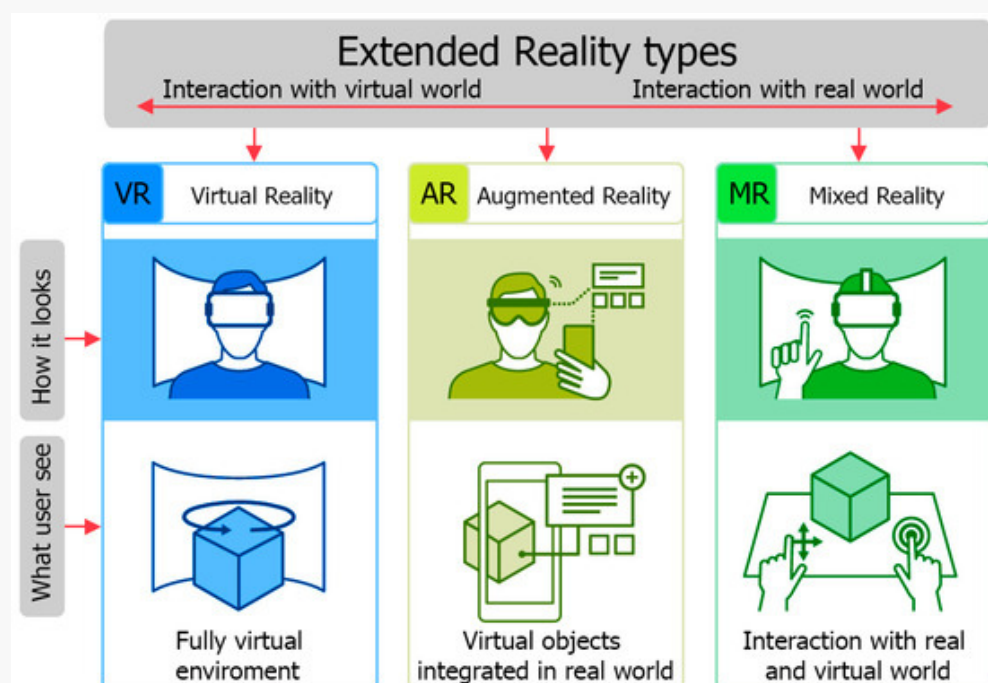 Extended Reality types
Interaction with virtual world
Interaction with real world
VR
Virtual Reality
AR
Augmented Reality
MR
Mixed Reality
How it looks
What user see
Fully virtual
enviroment
Virtual objects
integrated in real world
Interaction with real
and virtual world